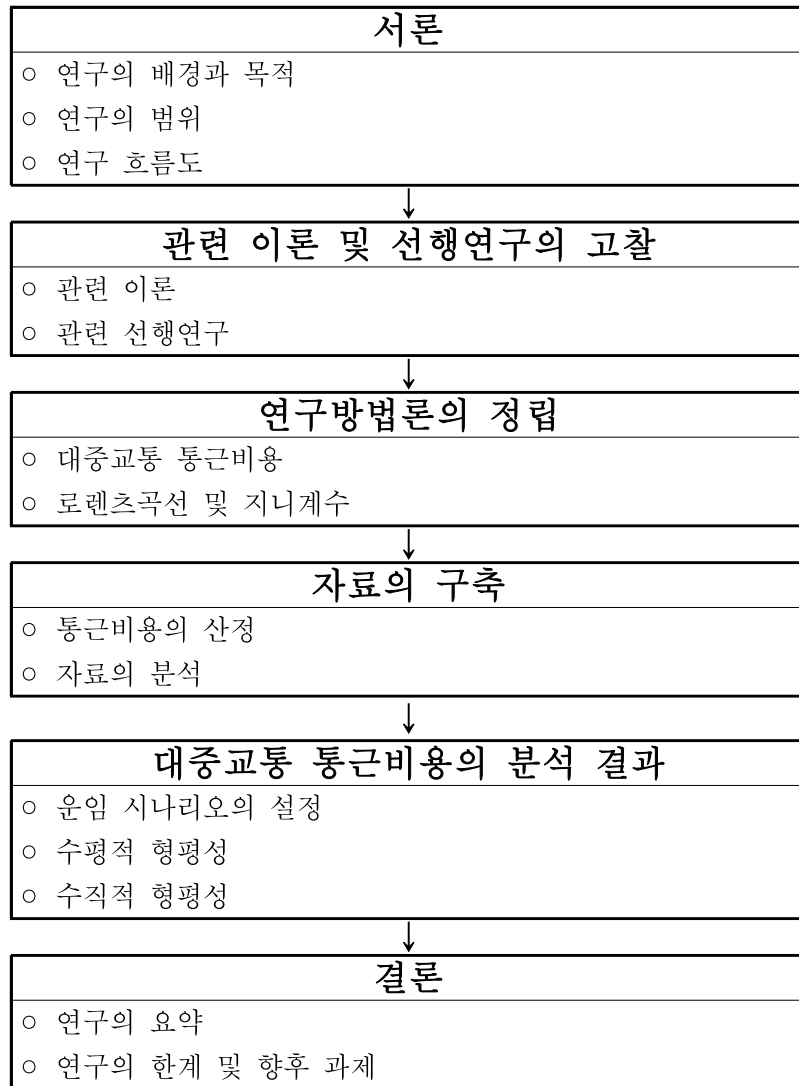 서론
○ 연구의 배경과 목적
○ 연구의 범위
○ 연구 흐름도
↓
관련 이론 및 선행연구의 고찰
○ 관련 이론
○ 관련 선행연구
↓
연구방법론의 정립
○ 대중교통 통근비용
○ 로렌츠곡선 및 지니계수
↓
자료의 구축
○ 통근비용의 산정
○ 자료의 분석
↓
대중교통 통근비용의 분석 결과
○ 운임 시나리오의 설정
○ 수평적 형평성
○ 수직적 형평성
↓
결론
○ 연구의 요약
○ 연구의 한계 및 향후 과제